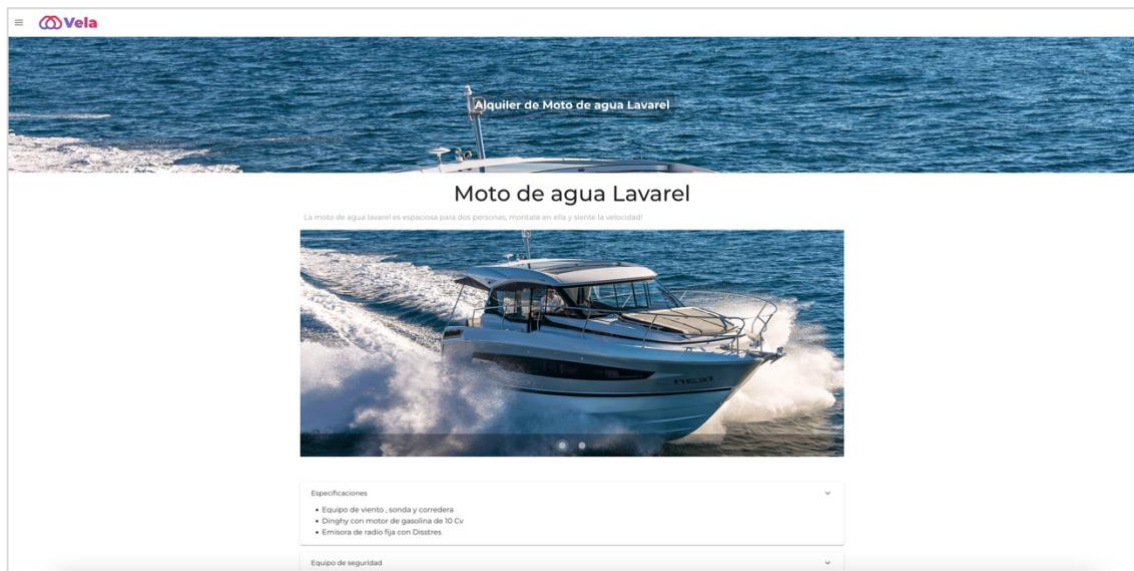 Vela
Alquiler de Moto de agua Lavarel
Moto de agua Lavarel
La moto de agua lavarel es espaciosa para dos personas, montate en ella y siente la velocidad!
Especificaciones
• Equipo de viento , sonda y corredera
• Dinghy con motor de gasolina de 10 Cv
• Emisora de radio fija con Disstres
Equipo de seguridad